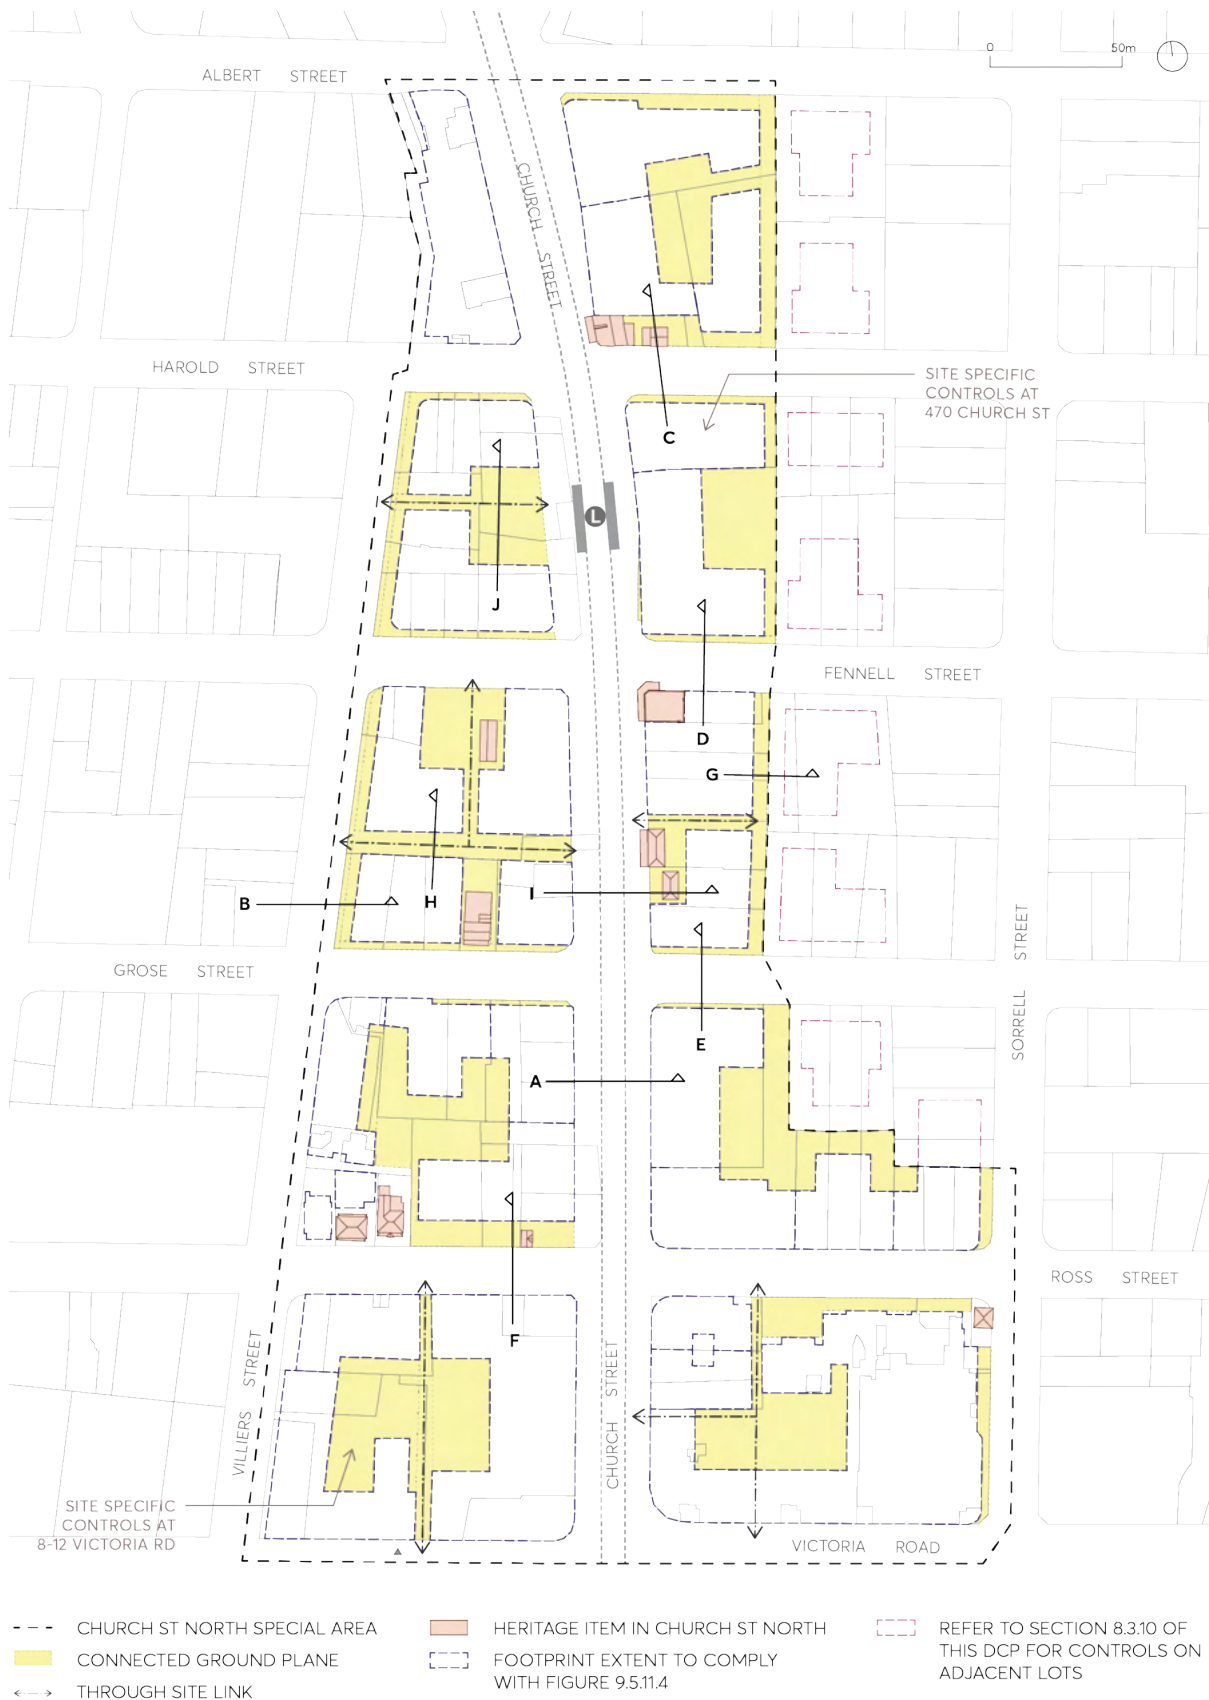 0 50m
ALBERT STREET
CHURCH STREET
HAROLD STREET
SITE SPECIFIC
CONTROLS AT
470 CHURCH ST
C
L
J
FENNELL STREET
D
G
B
H
I
GROSE STREET
SORRELL STREET
E
A
ROSS STREET
F
VILLIERS STREET
CHURCH STREET
SITE SPECIFIC
CONTROLS AT
8-12 VICTORIA RD
VICTORIA ROAD
CHURCH ST NORTH SPECIAL AREA
CONNECTED GROUND PLANE
THROUGH SITE LINK
HERITAGE ITEM IN CHURCH ST NORTH
FOOTPRINT EXTENT TO COMPLY
WITH FIGURE 9.5.11.4
REFER TO SECTION 8.3.10 OF
THIS DCP FOR CONTROLS ON
ADJACENT LOTS